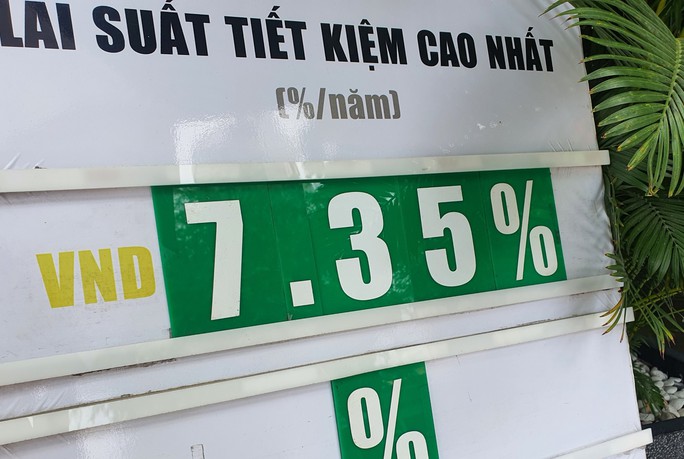 LÃI SUẤT TIẾT KIỆM CAO NHẤT
(%/năm)
VND 7.35%
%